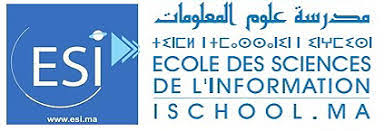 ESI
www.esi.ma
مدرسة علوم المعلومات
ECOLE DES SCIENCES
DE L'INFORMATION
ISCHOOL.MA